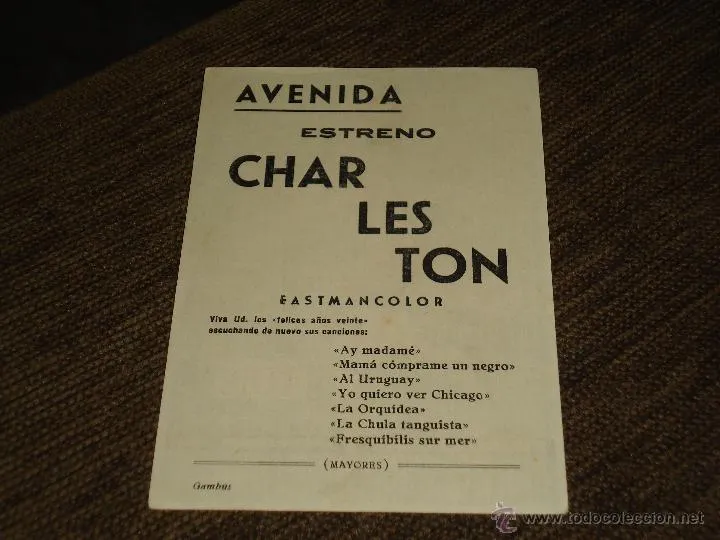 AVENIDA
ESTRENO
CHAR
LES
TON
EASTMANCOLOR
Viva Ud. los «felices años veinte»
escuchando de nuevo sus canciones:
«Ay madamé»
«Mamá cómprame un negro»
«Al Uruguay»
«Yo quiero ver Chicago»
«La Orquídea»
«La Chula tanguista»
«Fresquibilis sur mer»
(MAYORES)
Gambús
www.todocoleccion.net